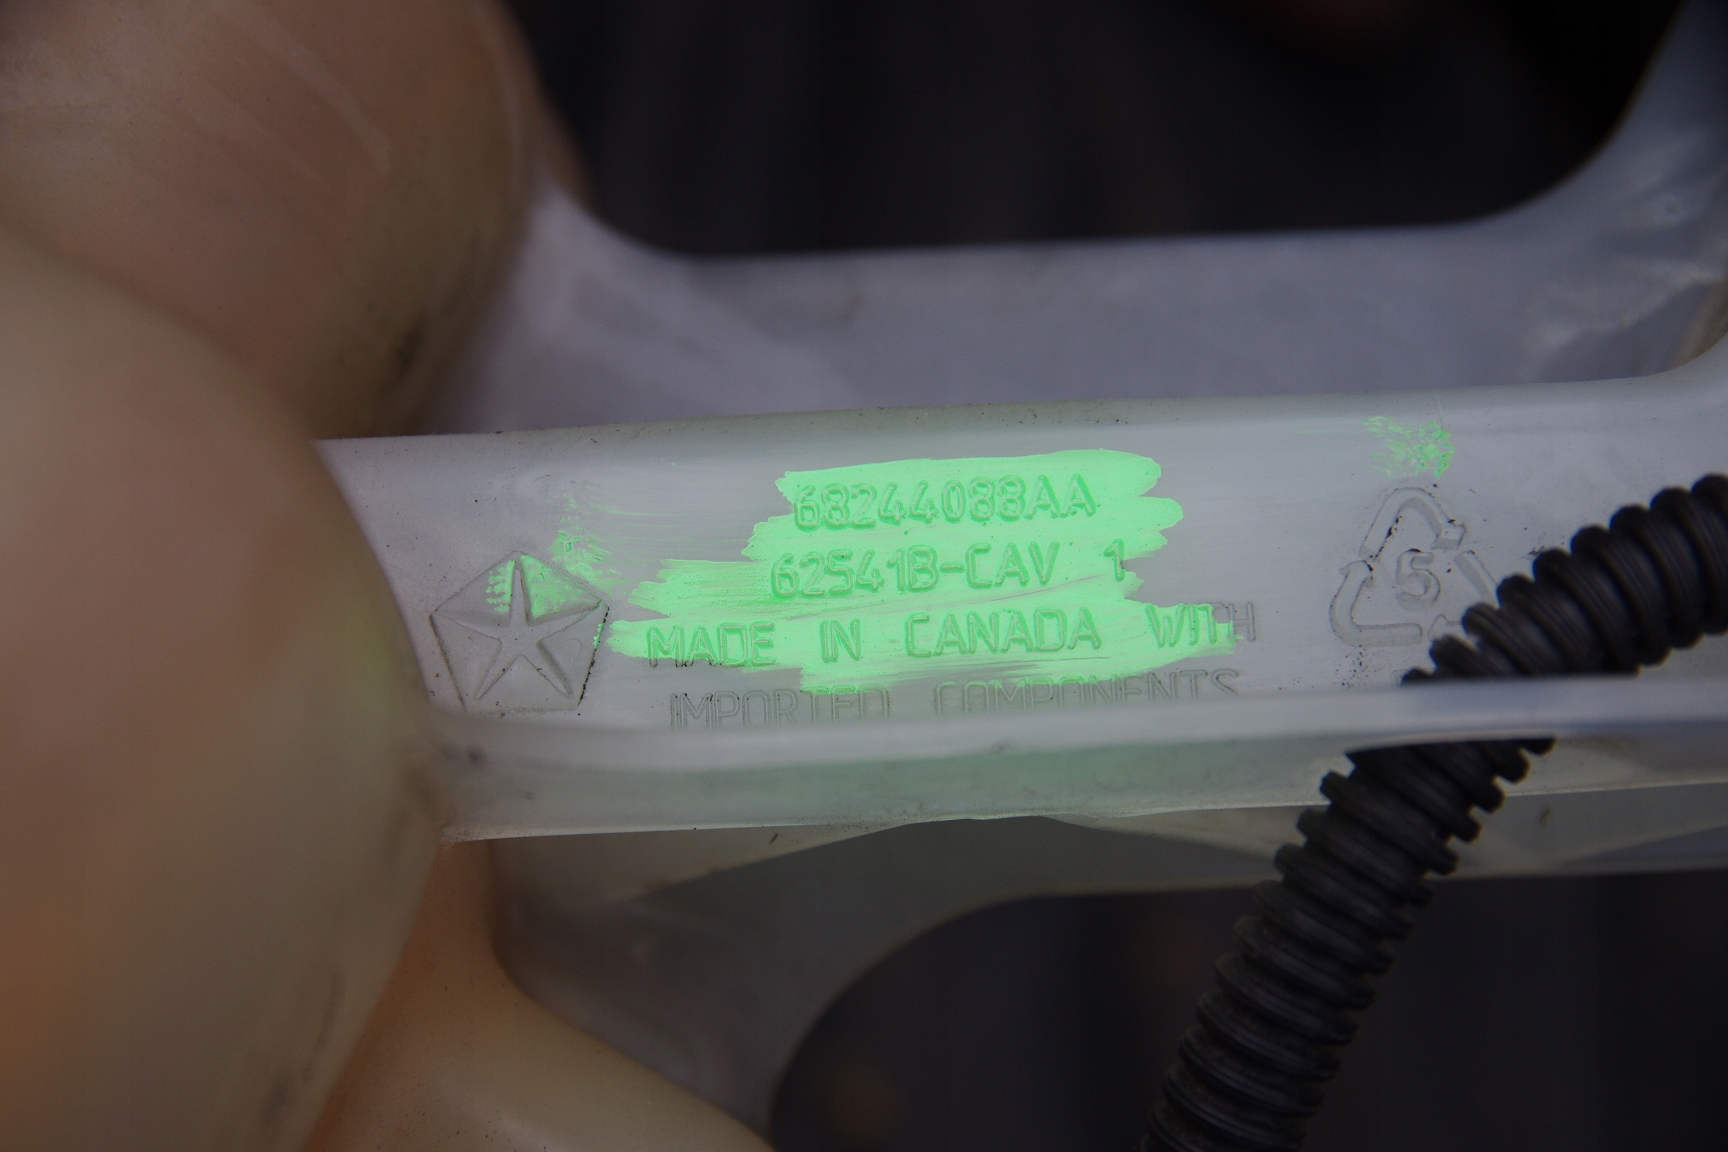 68244088AA
62541B-CAV 1
MADE IN CANADA WITH
IMPORTED COMPONENTS
5